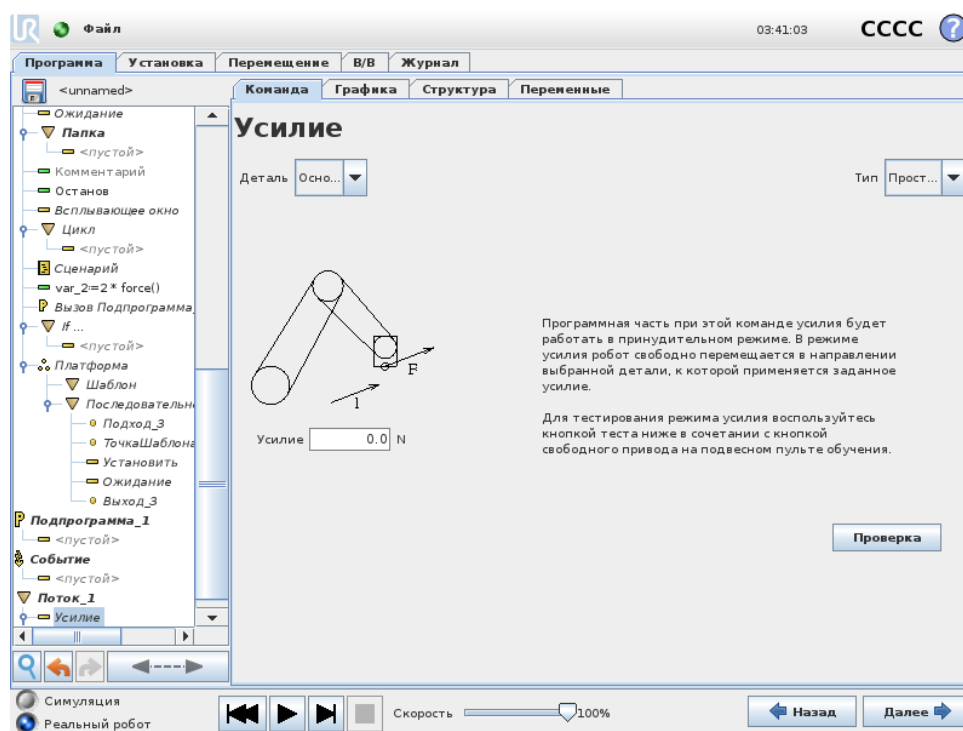 UR Файл 03:41:03 CCCC ?
Программа Установка Перемещение В/В Журнал
<unnamed>
Команда Графика Структура Переменные
Ожидание
Папка
<пустой>
Комментарий
Останов
Всплывающее окно
Цикл
<пустой>
Сценарий
var_2:=2 * force()
Вызов Подпрограмма_
If ...
<пустой>
Платформа
Шаблон
Последовательн
Подход_3
ТочкаШаблона
Установить
Ожидание
Выход_3
P Подпрограмма_1
<пустой>
Событие
<пустой>
Поток_1
Усилие
Усилие
Деталь Осно...
Тип Прост...
F
1
Усилие 0.0 N
Программная часть при этой команде усилия будет
работать в принудительном режиме. В режиме
усилия робот свободно перемещается в направлении
выбранной детали, к которой применяется заданное
усилие.
Для тестирования режима усилия воспользуйтесь
кнопкой теста ниже в сочетании с кнопкой
свободного привода на подвесном пульте обучения.
Проверка
Симуляция
Реальный робот
Скорость 100%
Назад
Далее